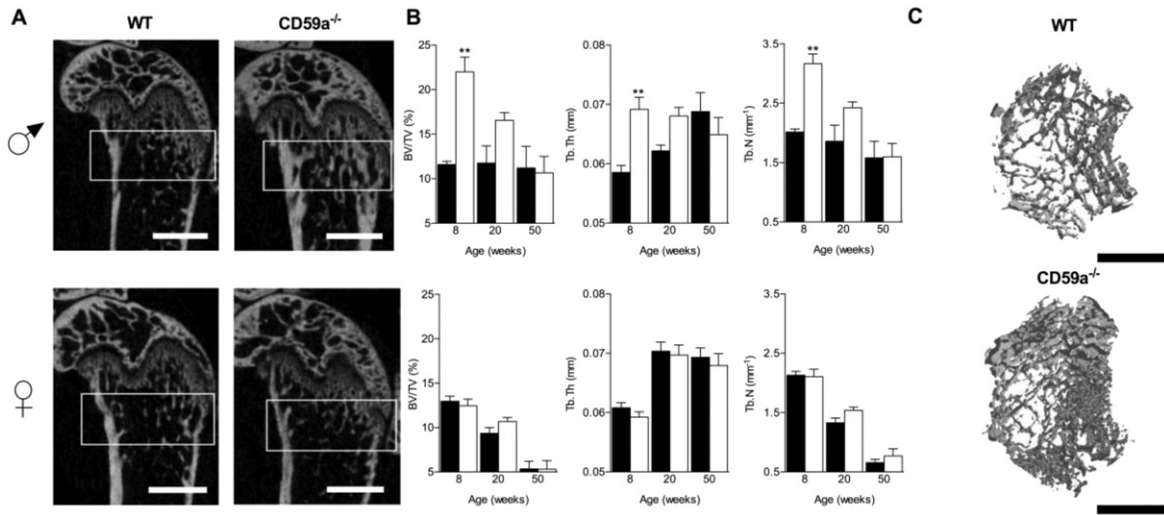 A
WT
CD59a-/-
B
C
WT
CD59a-/-
♂
♀
25
20
15
10
5
BV/TV (%)
**
8
20
50
Age (weeks)
0.08
0.07
0.06
0.05
Tb.Th (mm)
**
8
20
50
Age (weeks)
3.5
2.5
1.5
0.5
Tb.N (mm-1)
**
8
20
50
Age (weeks)
25
20
15
10
5
BV/TV (%)
8
20
50
Age (weeks)
0.08
0.07
0.06
0.05
Tb.Th (mm)
8
20
50
Age (weeks)
3.5
2.5
1.5
0.5
Tb.N (mm-1)
8
20
50
Age (weeks)